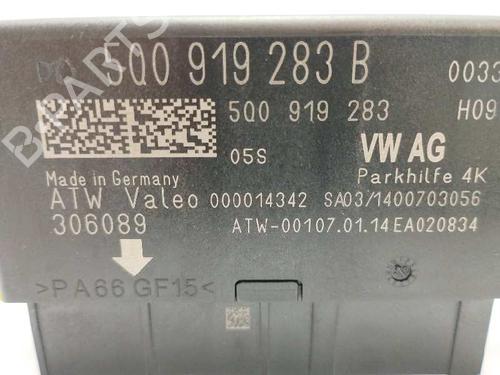 5Q0 919 283 B 0033
5Q0 919 283 H09
05S VW AG
Made in Germany Parkhilfe 4K
ATW Valeo 000014342 SA03/1400703056
306089 ATW-00107.01.14EA020834
>PA66 GF15<
B-PARTS